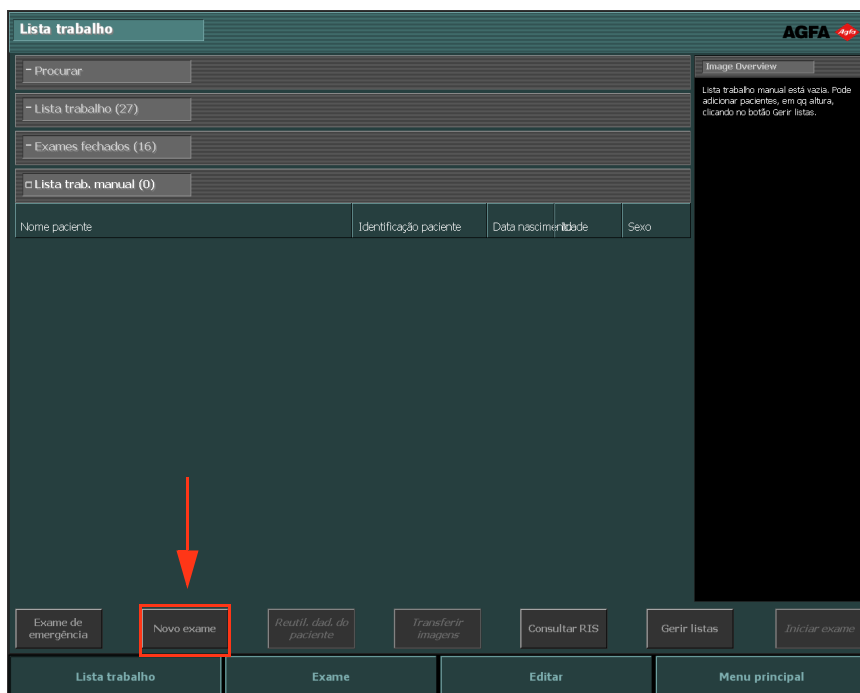 Lista trabalho
AGFA
Agfa
- Procurar
- Lista trabalho (27)
- Exames fechados (16)
Lista trab. manual (0)
Nome paciente
Identificação paciente
Data nasciment
Idade
Sexo
Image Overview
Lista trabalho manual está vazia. Pode
adicionar pacientes, em qq altura,
clicando no botão Gerir listas.
Exame de
emergência
Novo exame
Reutil. dad. do
paciente
Transferir
imagens
Consultar RIS
Gerir listas
Iniciar exame
Lista trabalho
Exame
Editar
Menu principal